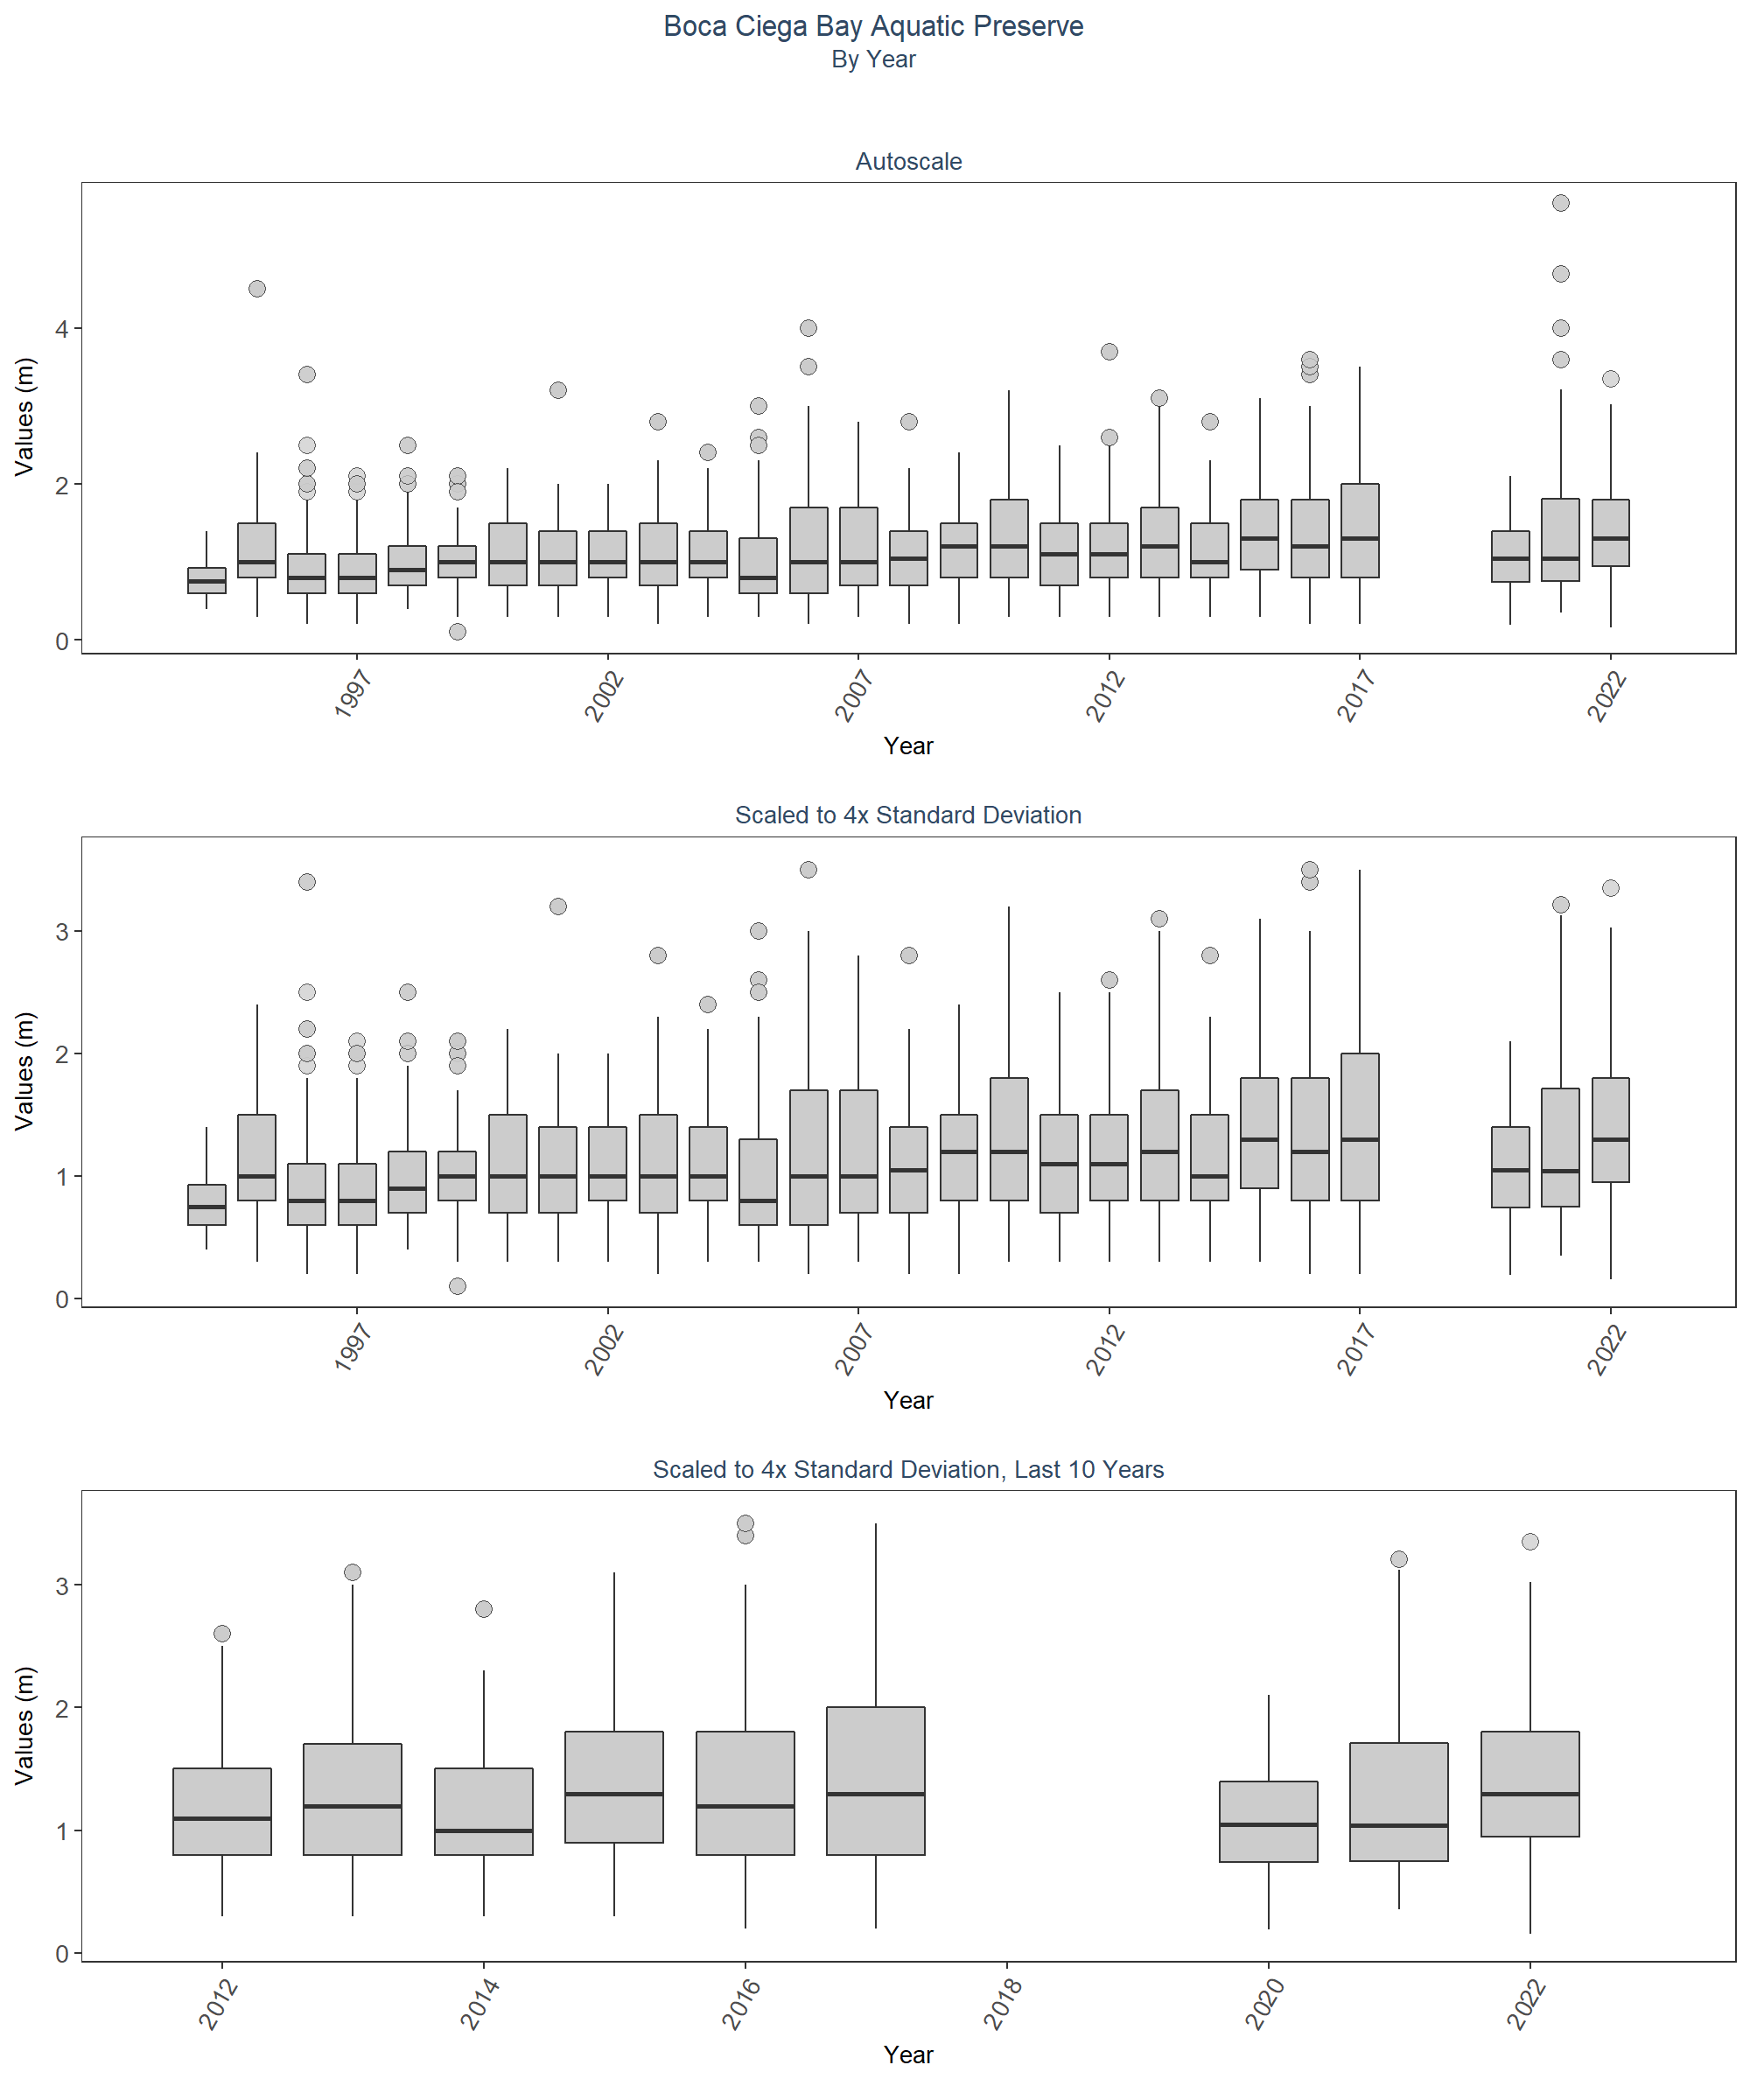 Boca Ciega Bay Aquatic Preserve
By Year
Autoscale
Values (m)
4
2
0
1997 2002 2007 2012 2017 2022
Year
Scaled to 4x Standard Deviation
Values (m)
3
2
1
0
1997 2002 2007 2012 2017 2022
Year
Scaled to 4x Standard Deviation, Last 10 Years
Values (m)
3
2
1
0
2012 2014 2016 2018 2020 2022
Year